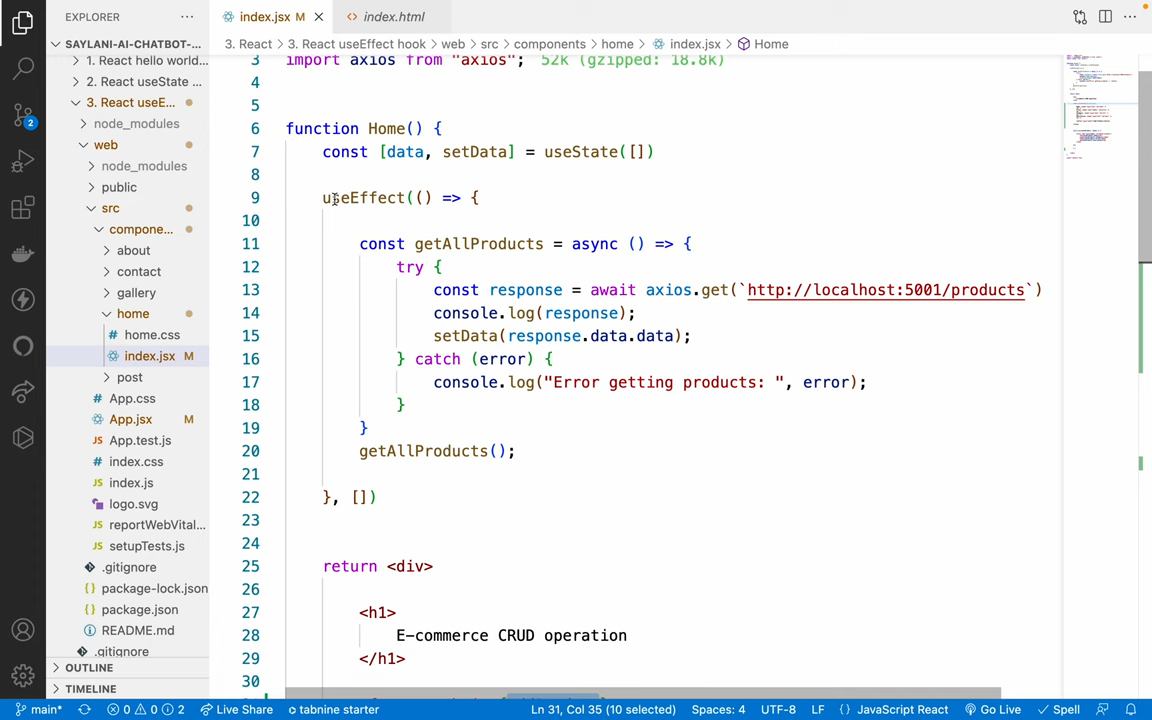 EXPLORER
index.jsx M
index.html
SAYLANI-AI-CHATBOT-...
1. React hello world...
2. React useState ...
3. React useE...
node_modules
web
node_modules
public
src
compone...
about
contact
gallery
home
home.css
index.jsx M
post
App.css
App.jsx M
App.test.js
index.css
index.js
logo.svg
reportWebVital...
setupTests.js
.gitignore
package-lock.json
package.json
README.md
.gitignore
OUTLINE
TIMELINE
2
3. React > 3. React useEffect hook > web > src > components > home > index.jsx > Home
3 import axios from "axios"; 52k (gzipped: 18.8k)
4
5
6 function Home() {
7 const [data, setData] = useState([])
8
9 useEffect(() => {
10
11 const getAllProducts = async () => {
12 try {
13 const response = await axios.get(`http://localhost:5001/products`)
14 console.log(response);
15 setData(response.data.data);
16 } catch (error) {
17 console.log("Error getting products: ", error);
18 }
19 }
20 getAllProducts();
21
22 }, [])
23
24
25 return <div>
26
27 <h1>
28 E-commerce CRUD operation
29 </h1>
30
main* 0 0 2 Live Share tabnine starter Ln 31, Col 35 (10 selected) Spaces: 4 UTF-8 LF {} JavaScript React Go Live Spell